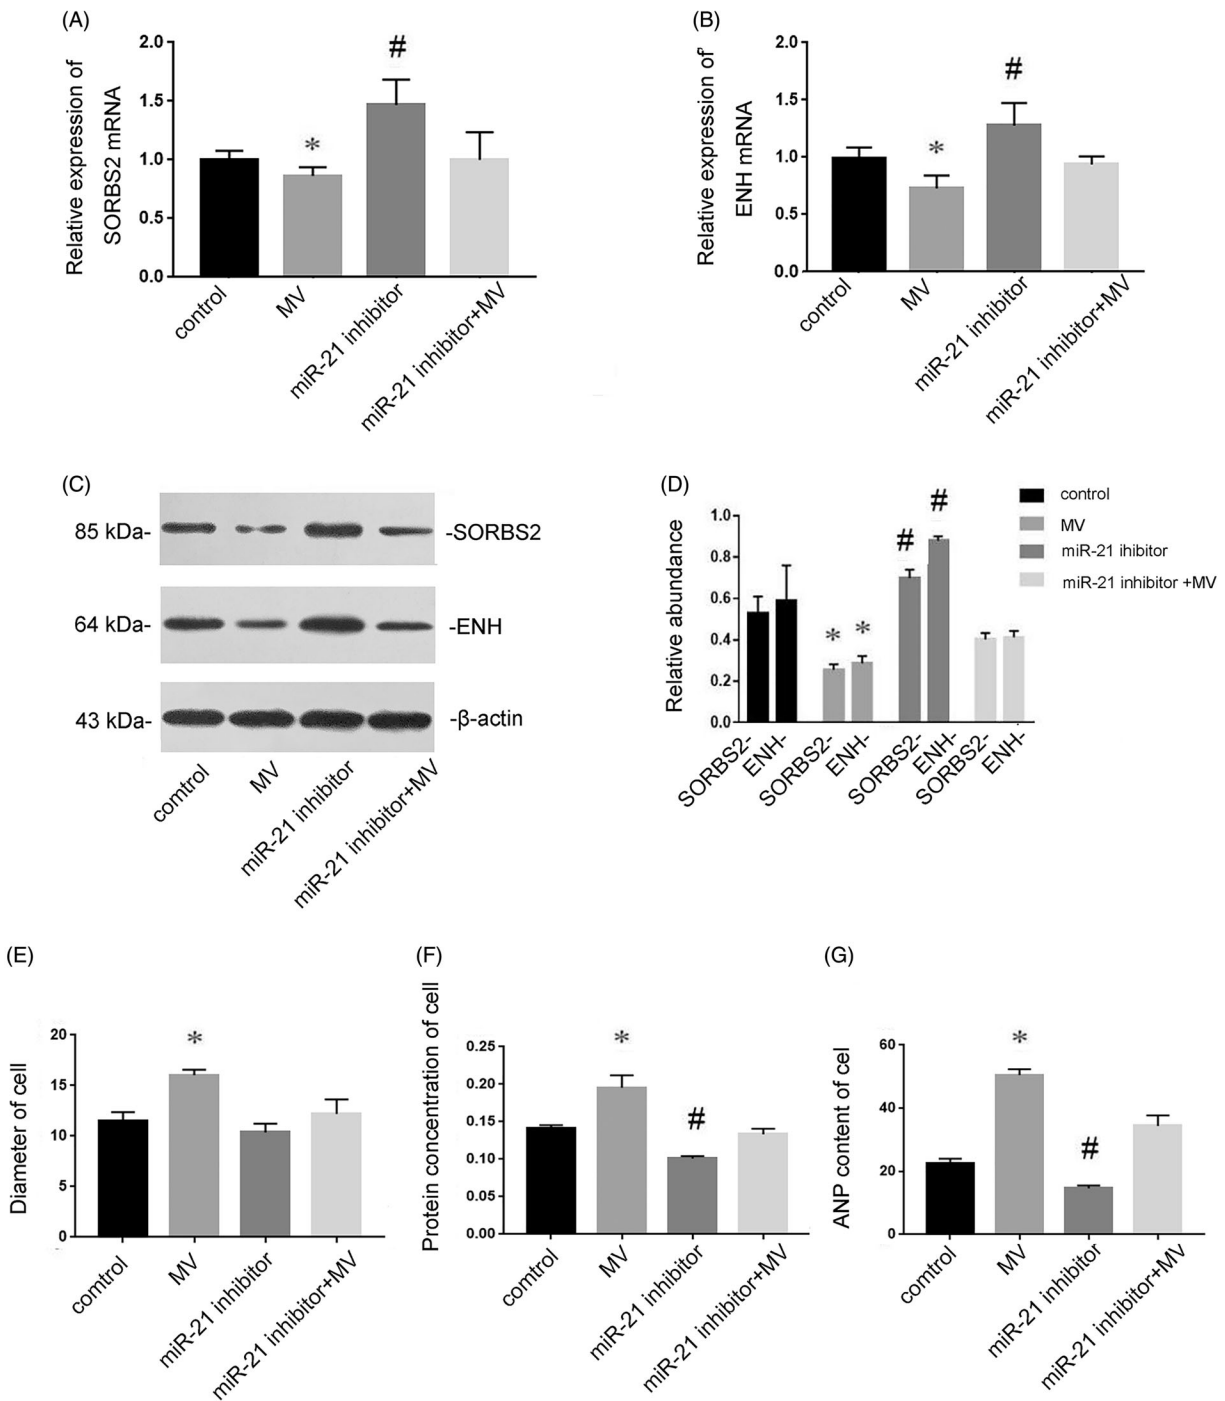 (A)
Relative expression of
SORBS2 mRNA
2.0
1.5
1.0
0.5
0.0
#
*
control
MV
miR-21 inhibitor
miR-21 inhibitor+MV
(B)
Relative expression of
ENH mRNA
2.0
1.5
1.0
0.5
0.0
#
*
control
MV
miR-21 inhibitor
miR-21 inhibitor+MV
(C)
85 kDa-
-SORBS2
64 kDa-
-ENH
43 kDa-
-β-actin
comtrol
MV
miR-21 inhibitor
miR-21 inhibitor+MV
(D)
Relative abundance
1.0
0.8
0.6
0.4
0.2
0.0
* *
# #
SORBS2-
ENH-
SORBS2-
ENH-
SORBS2-
ENH-
SORBS2-
ENH-
control
MV
miR-21 ihibitor
miR-21 inhibitor +MV
(E)
Diameter of cell
20
15
10
5
0
*
comtrol
MV
miR-21 inhibitor
miR-21 inhibitor+MV
(F)
Protein concentration of cell
0.25
0.20
0.15
0.10
0.05
0.00
*
#
control
MV
miR-21 inhibitor
miR-21 inhibitor+MV
(G)
ANP content of cel
60
40
20
0
*
#
control
MV
miR-21 inhibitor
miR-21 inhibitor+MV